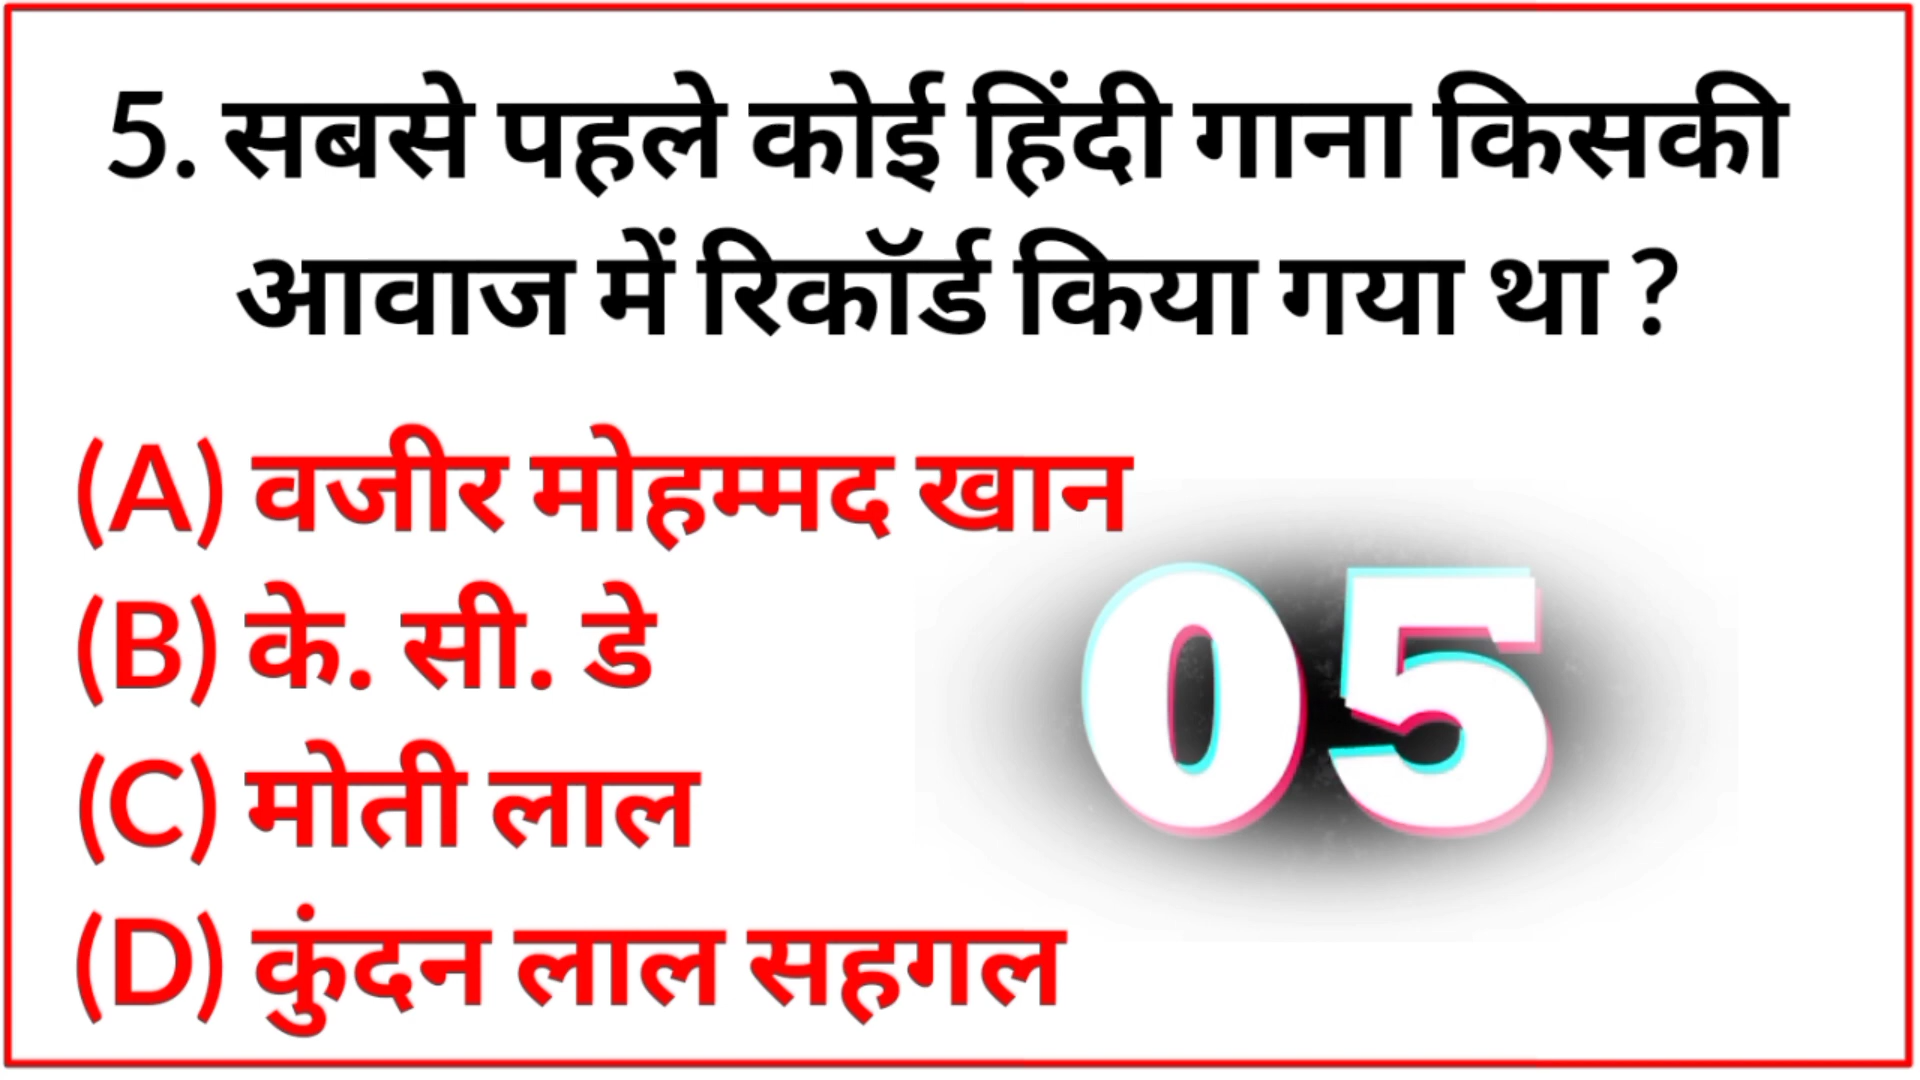 5. सबसे पहले कोई हिंदी गाना किसकी
आवाज में रिकॉर्ड किया गया था ?
(A) वजीर मोहम्मद खान
(B) के. सी. डे
(C) मोती लाल
(D) कुंदन लाल सहगल
05